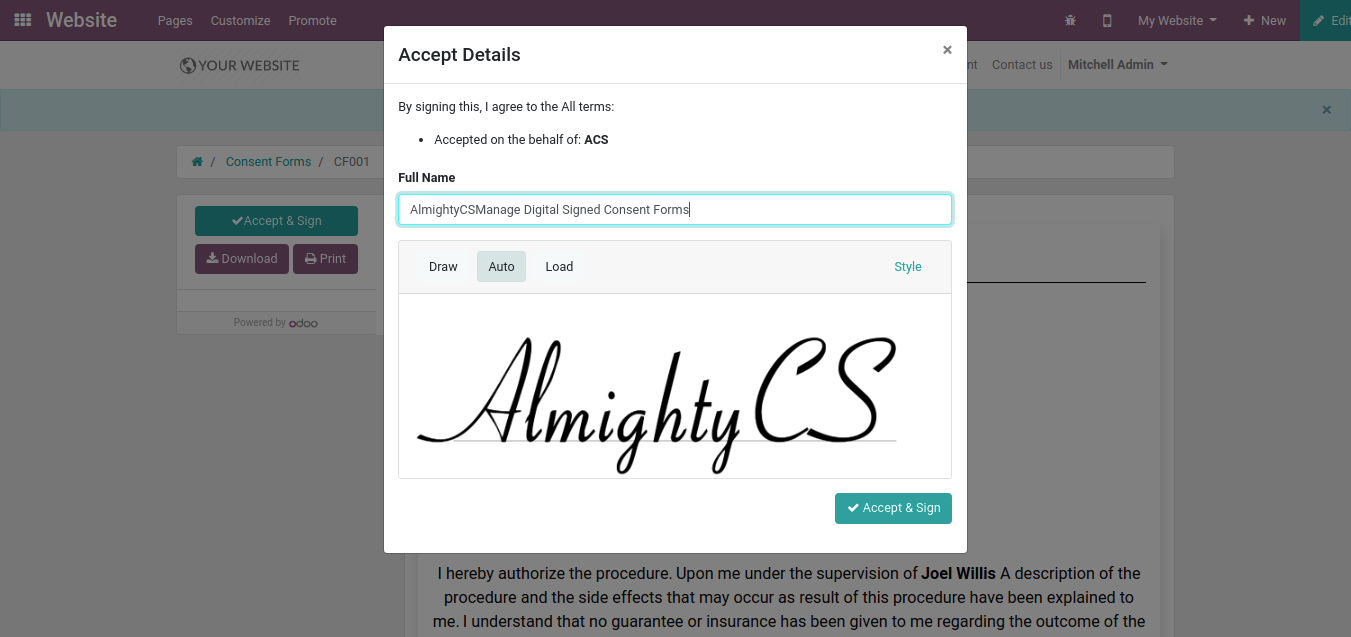 Website Pages Customize Promote My Website New Edi
YOUR WEBSITE nt Contact us Mitchell Admin
Accept Details ×
×
By signing this, I agree to the All terms:
• Accepted on the behalf of: ACS
/ Consent Forms / CF001
Full Name
AlmightyCSManage Digital Signed Consent Forms
Accept & Sign
Download Print
Draw Auto Load Style
Powered by odoo
AlmightyCS
Accept & Sign
I hereby authorize the procedure. Upon me under the supervision of Joel Willis A description of the
procedure and the side effects that may occur as result of this procedure have been explained to
me. I understand that no guarantee or insurance has been given to me regarding the outcome of the